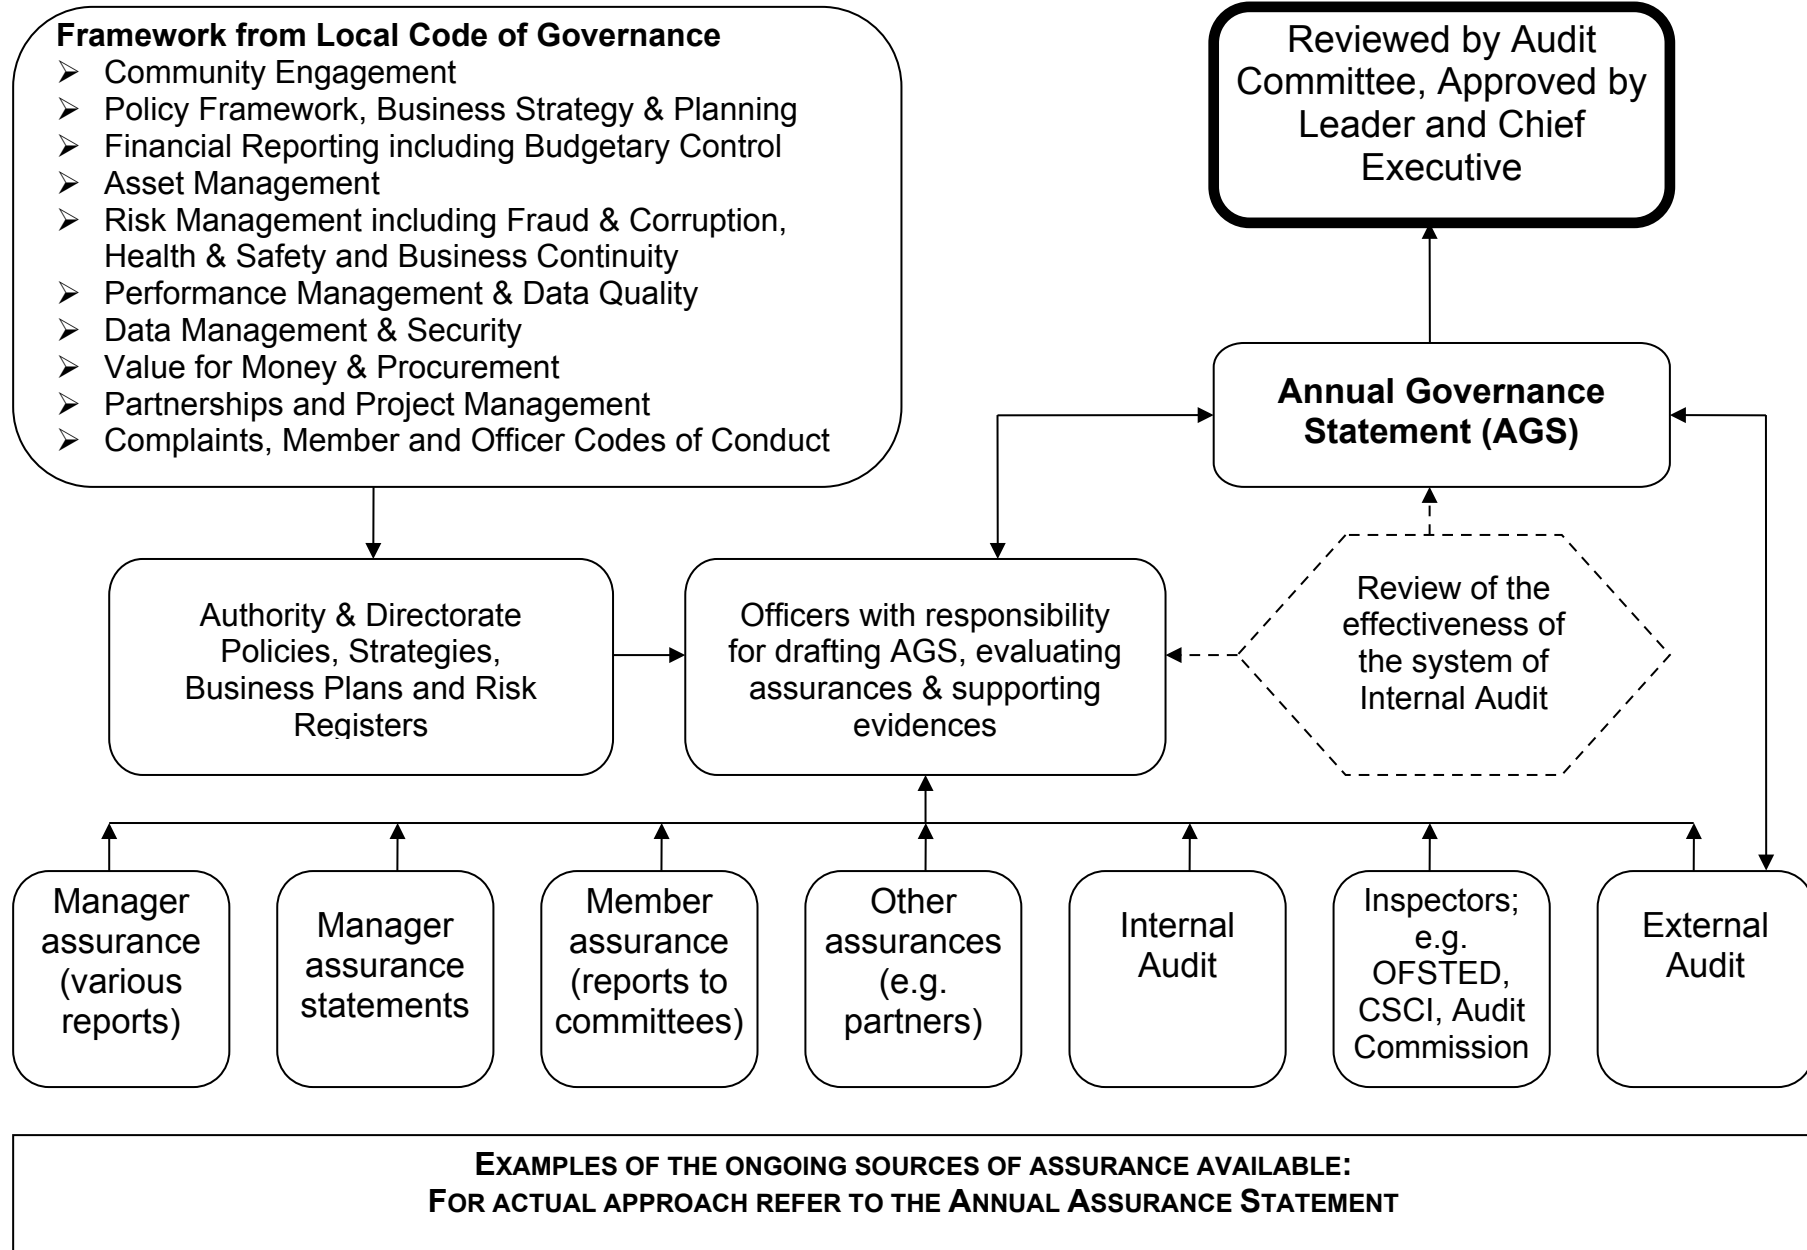 Framework from Local Code of Governance
➢ Community Engagement
➢ Policy Framework, Business Strategy & Planning
➢ Financial Reporting including Budgetary Control
➢ Asset Management
➢ Risk Management including Fraud & Corruption,
Health & Safety and Business Continuity
➢ Performance Management & Data Quality
➢ Data Management & Security
➢ Value for Money & Procurement
➢ Partnerships and Project Management
➢ Complaints, Member and Officer Codes of Conduct
Reviewed by Audit
Committee, Approved by
Leader and Chief
Executive
Annual Governance
Statement (AGS)
Authority & Directorate
Policies, Strategies,
Business Plans and Risk
Registers
Officers with responsibility
for drafting AGS, evaluating
assurances & supporting
evidences
Review of the
effectiveness of
the system of
Internal Audit
Manager
assurance
(various
reports)
Manager
assurance
statements
Member
assurance
(reports to
committees)
Other
assurances
(e.g.
partners)
Internal
Audit
Inspectors;
e.g.
OFSTED,
CSCI, Audit
Commission
External
Audit
EXAMPLES OF THE ONGOING SOURCES OF ASSURANCE AVAILABLE:
FOR ACTUAL APPROACH REFER TO THE ANNUAL ASSURANCE STATEMENT